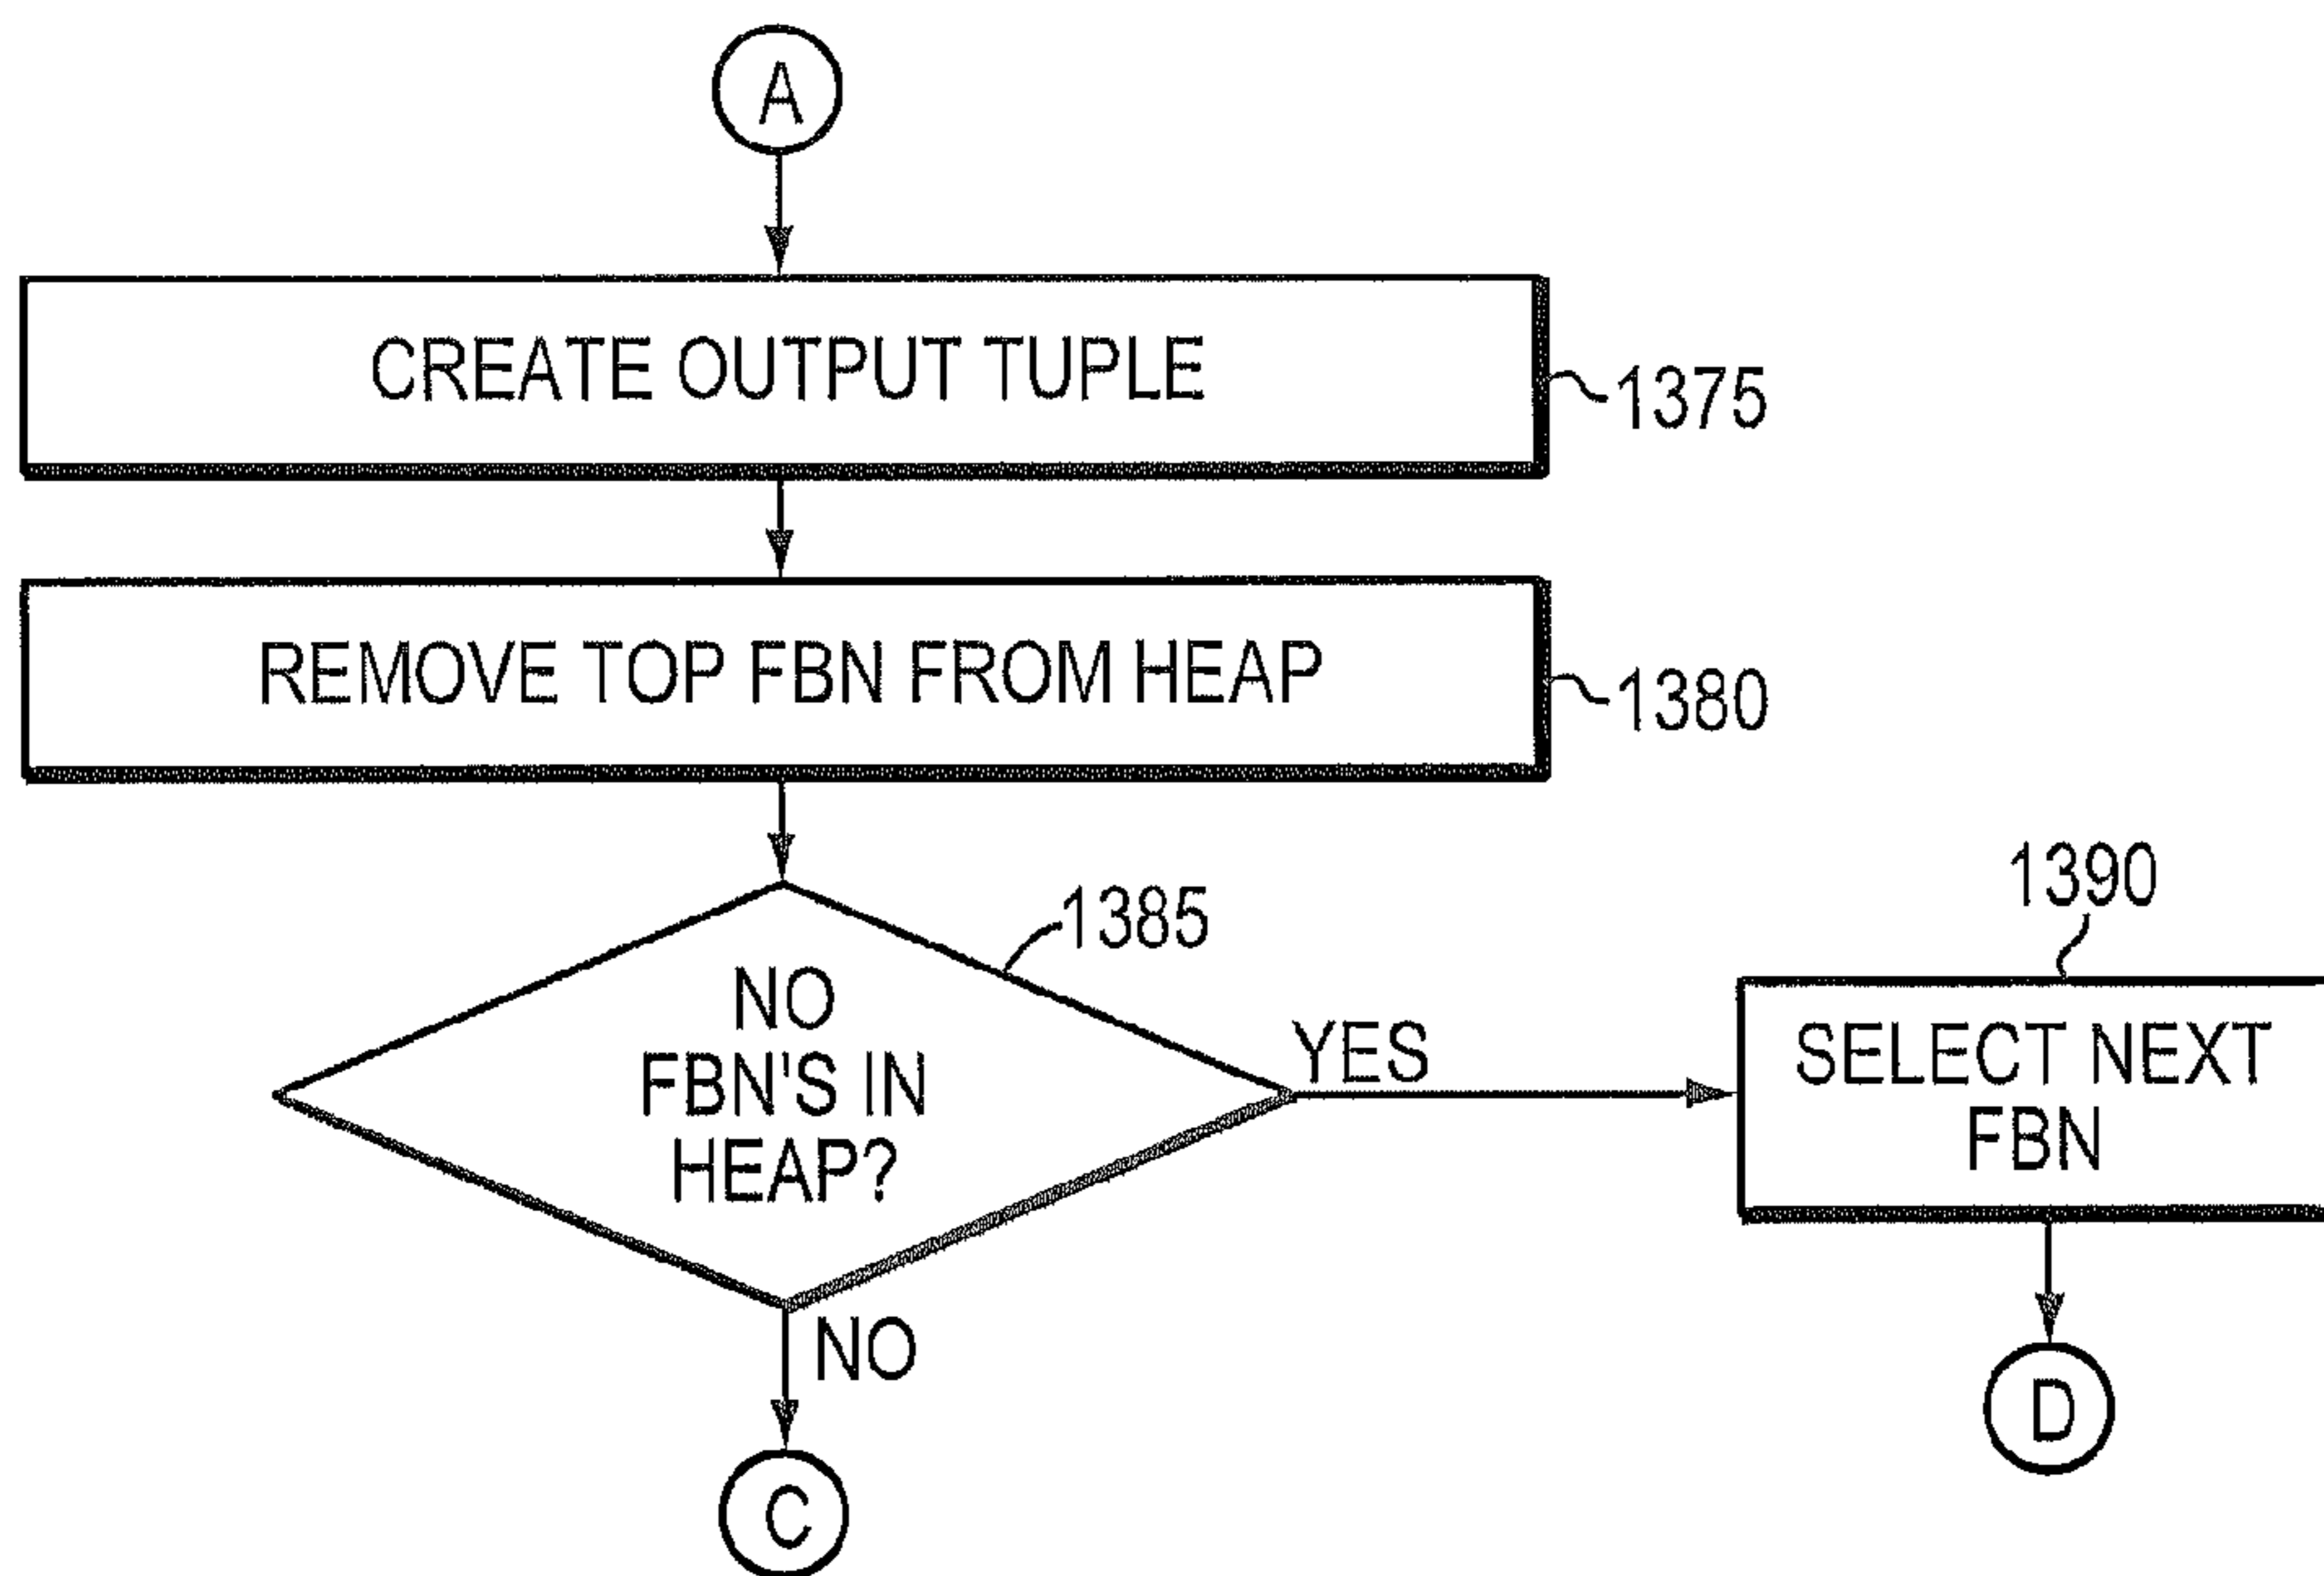 A
CREATE OUTPUT TUPLE
1375
REMOVE TOP FBN FROM HEAP
1380
1385
NO
FBN'S IN
HEAP?
YES
1390
SELECT NEXT
FBN
NO
D
C